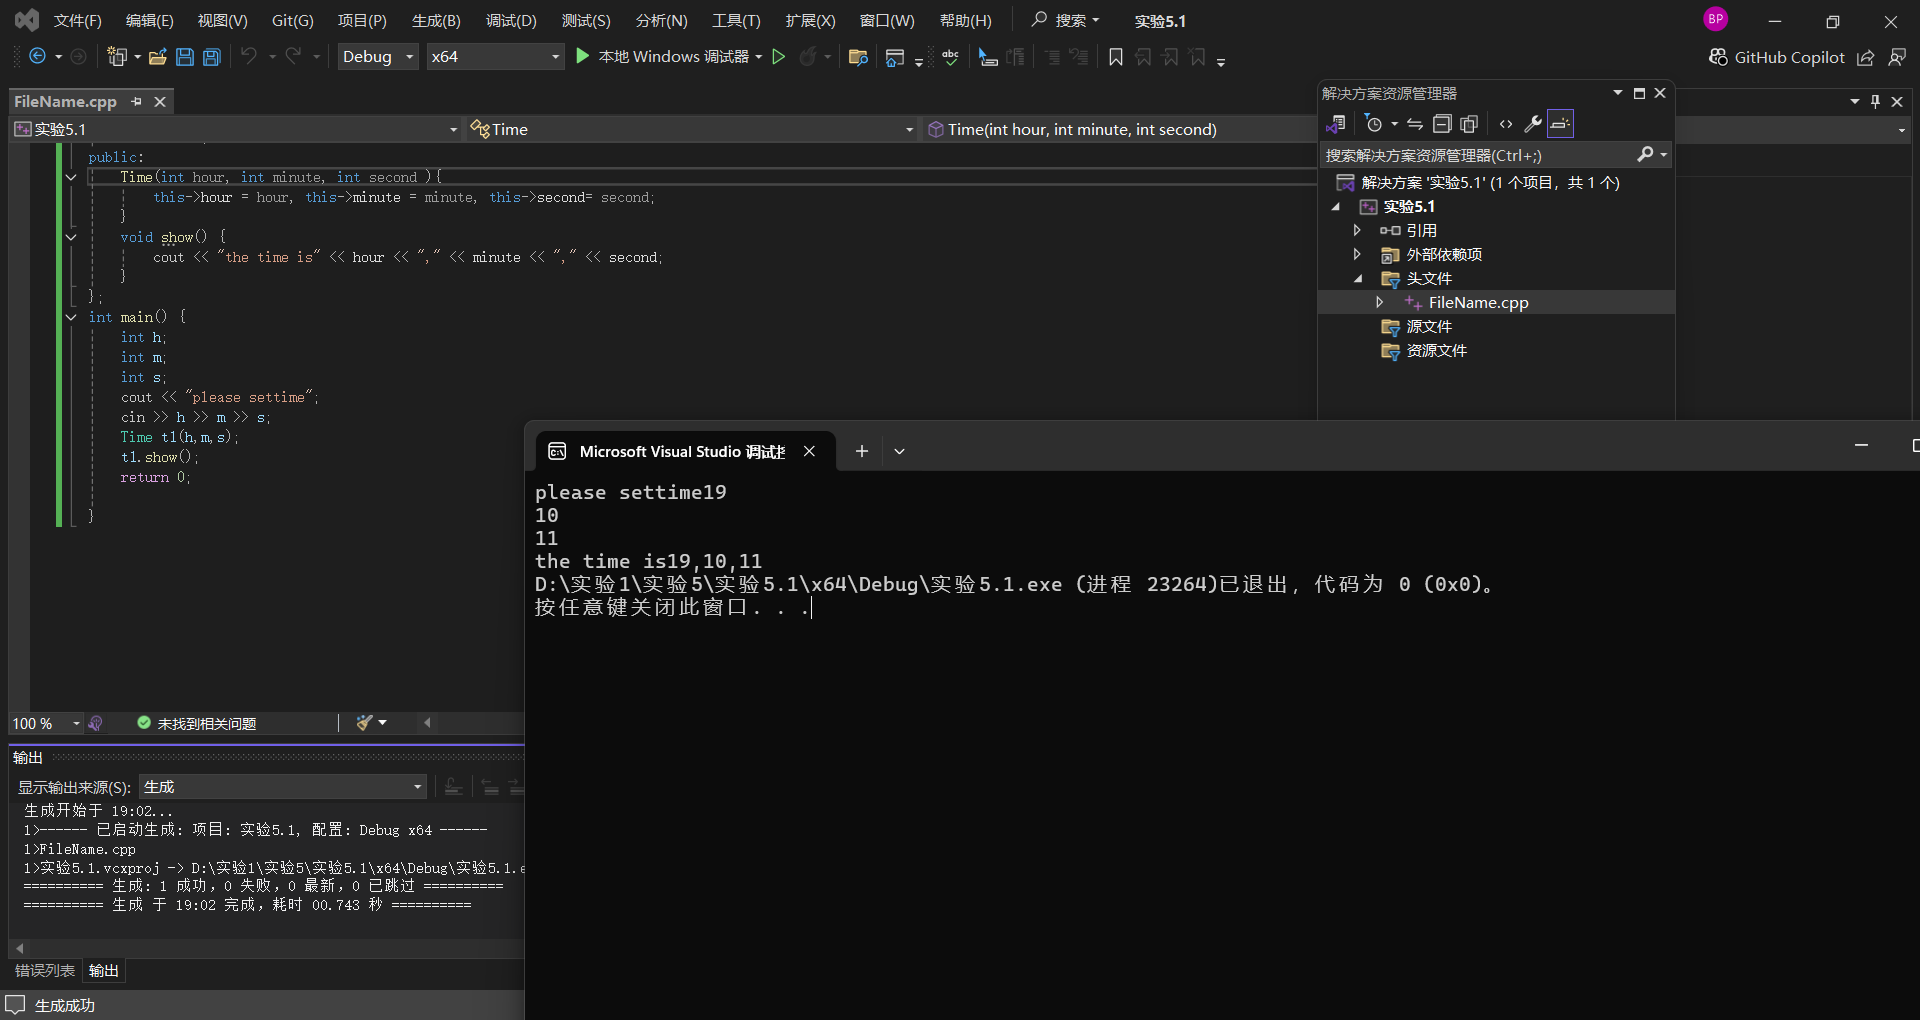 文件(F) 编辑(E) 视图(V) Git(G) 项目(P) 生成(B) 调试(D) 测试(S) 分析(N) 工具(T) 扩展(X) 窗口(W) 帮助(H) 搜索 实验5.1 BP
Debug x64 本地 Windows 调试器 abc GitHub Copilot
FileName.cpp
实验5.1 Time Time(int hour, int minute, int second)
public:
Time(int hour, int minute, int second ){
this->hour = hour, this->minute = minute, this->second= second;
}
void show() {
cout << "the time is" << hour << "," << minute << "," << second;
}
};
int main() {
int h;
int m;
int s;
cout << "please settime";
cin >> h >> m >> s;
Time t1(h,m,s);
t1.show();
return 0;
}
解决方案资源管理器
搜索解决方案资源管理器(Ctrl+;)
解决方案 '实验5.1' (1 个项目，共 1 个)
实验5.1
引用
外部依赖项
头文件
FileName.cpp
源文件
资源文件
Microsoft Visual Studio 调试
please settime19
10
11
the time is19,10,11
D:\实验1\实验5\实验5.1\x64\Debug\实验5.1.exe (进程 23264)已退出，代码为 0 (0x0)。
按任意键关闭此窗口. . .
100 % 未找到相关问题
输出
显示输出来源(S): 生成
生成开始于 19:02...
1>------ 已启动生成: 项目: 实验5.1, 配置: Debug x64 ------
1>FileName.cpp
1>实验5.1.vcxproj -> D:\实验1\实验5\实验5.1\x64\Debug\实验5.1.e
========== 生成: 1 成功，0 失败，0 最新，0 已跳过 ==========
========== 生成 于 19:02 完成，耗时 00.743 秒 ==========
错误列表 输出
生成成功